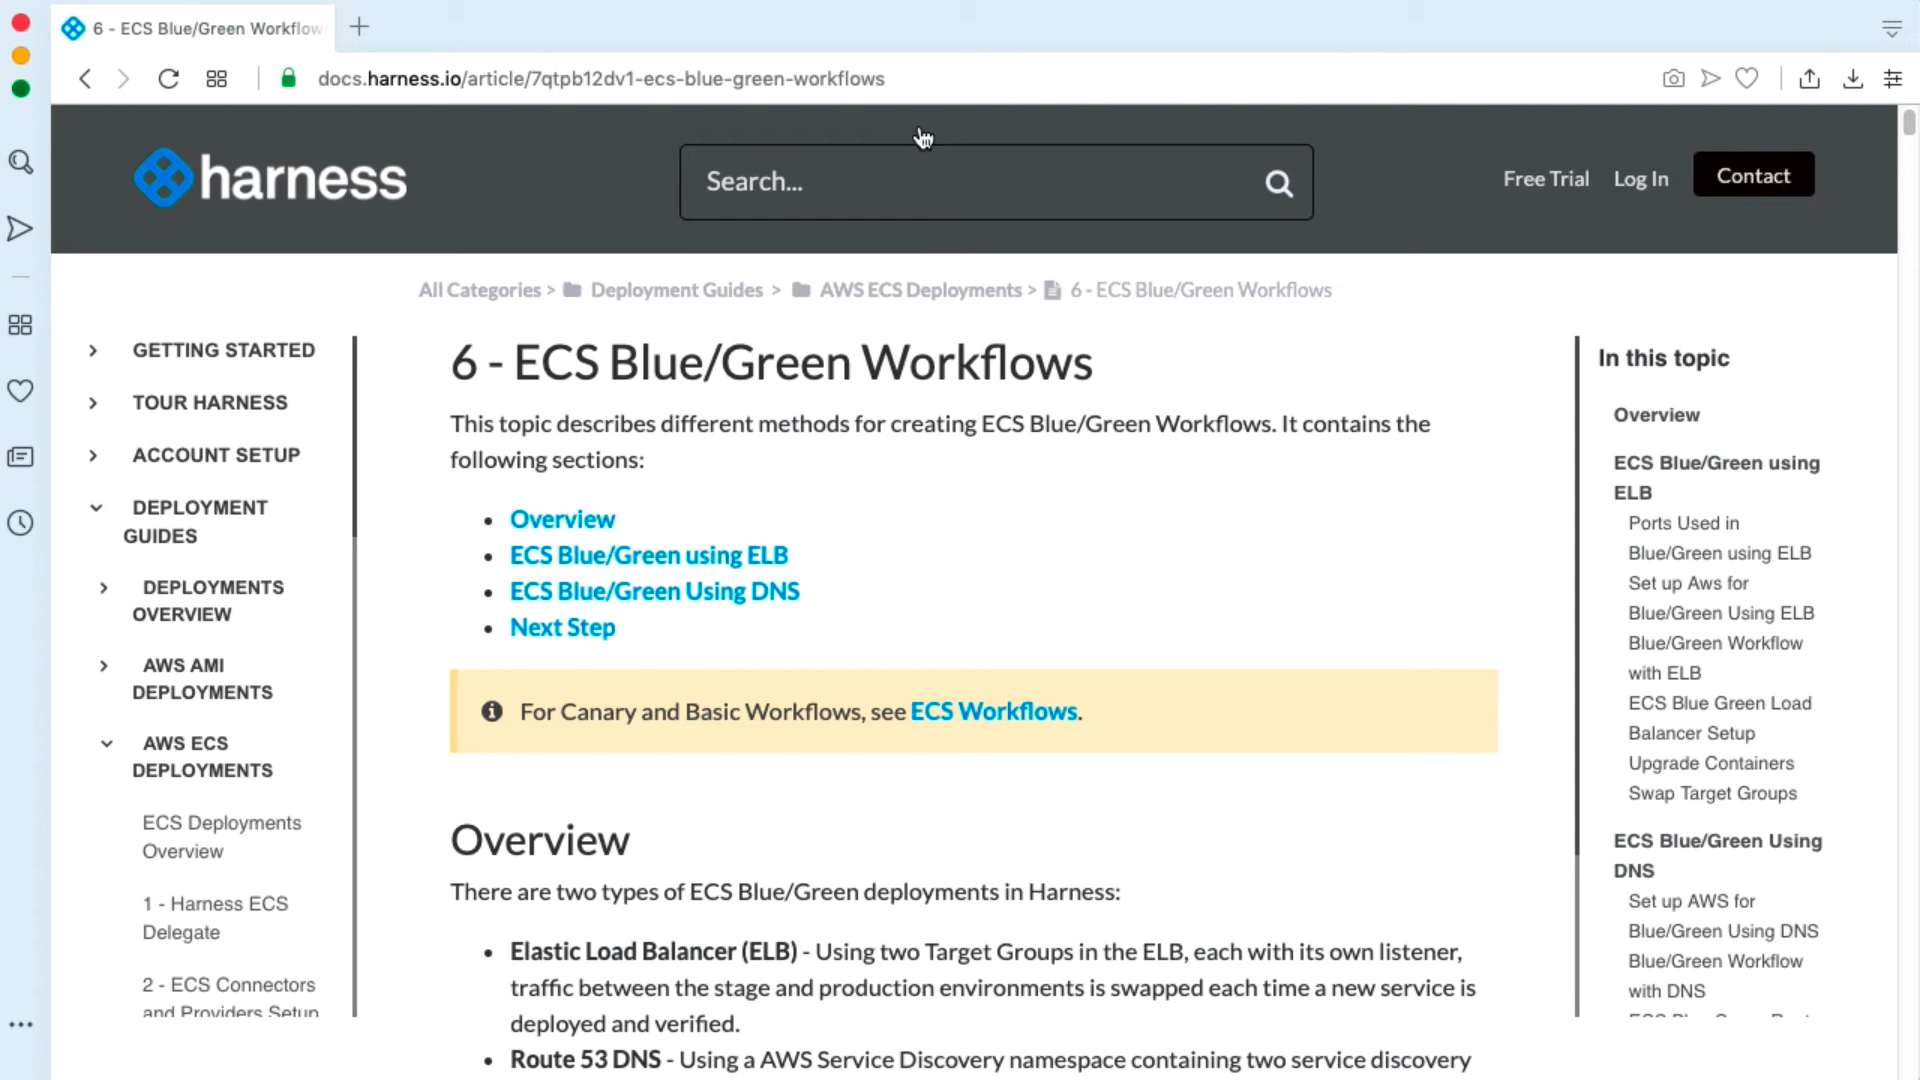 6 - ECS Blue/Green Workflow
docs.harness.io/article/7qtpb12dv1-ecs-blue-green-workflows
harness
Search...
Free Trial
Log In
Contact
All Categories > Deployment Guides > AWS ECS Deployments > 6 - ECS Blue/Green Workflows
GETTING STARTED
TOUR HARNESS
ACCOUNT SETUP
DEPLOYMENT
GUIDES
DEPLOYMENTS
OVERVIEW
AWS AMI
DEPLOYMENTS
AWS ECS
DEPLOYMENTS
ECS Deployments
Overview
1 - Harness ECS
Delegate
2 - ECS Connectors
and Providers Setup
6 - ECS Blue/Green Workflows
This topic describes different methods for creating ECS Blue/Green Workflows. It contains the
following sections:
• Overview
• ECS Blue/Green using ELB
• ECS Blue/Green Using DNS
• Next Step
For Canary and Basic Workflows, see ECS Workflows.
Overview
There are two types of ECS Blue/Green deployments in Harness:
• Elastic Load Balancer (ELB) - Using two Target Groups in the ELB, each with its own listener,
traffic between the stage and production environments is swapped each time a new service is
deployed and verified.
• Route 53 DNS - Using a AWS Service Discovery namespace containing two service discovery
In this topic
Overview
ECS Blue/Green using
ELB
Ports Used in
Blue/Green using ELB
Set up Aws for
Blue/Green Using ELB
Blue/Green Workflow
with ELB
ECS Blue Green Load
Balancer Setup
Upgrade Containers
Swap Target Groups
ECS Blue/Green Using
DNS
Set up AWS for
Blue/Green Using DNS
Blue/Green Workflow
with DNS